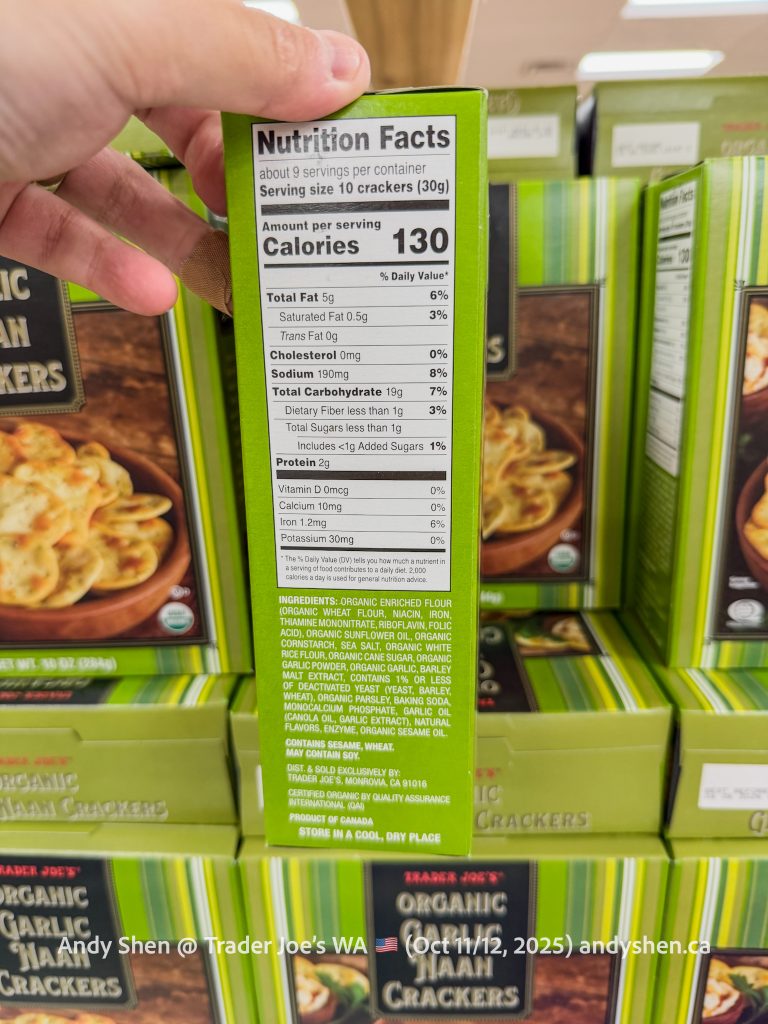 Nutrition Facts
about 9 servings per container
Serving size 10 crackers (30g)
Amount per serving
Calories 130
% Daily Value*
Total Fat 5g 6%
Saturated Fat 0.5g 3%
Trans Fat 0g
Cholesterol 0mg 0%
Sodium 190mg 8%
Total Carbohydrate 19g 7%
Dietary Fiber less than 1g 3%
Total Sugars less than 1g
Includes <1g Added Sugars 1%
Protein 2g
Vitamin D 0mcg 0%
Calcium 10mg 0%
Iron 1.2mg 6%
Potassium 30mg 0%
* The % Daily Value (DV) tells you how much a nutrient in
a serving of food contributes to a daily diet. 2,000
calories a day is used for general nutrition advice.
INGREDIENTS: ORGANIC ENRICHED FLOUR
(ORGANIC WHEAT FLOUR, NIACIN, IRON,
THIAMINE MONONITRATE, RIBOFLAVIN, FOLIC
ACID), ORGANIC SUNFLOWER OIL, ORGANIC
CORNSTARCH, SEA SALT, ORGANIC WHITE
RICE FLOUR, ORGANIC CANE SUGAR, ORGANIC
GARLIC POWDER, ORGANIC GARLIC, BARLEY
MALT EXTRACT, CONTAINS 1% OR LESS
OF DEACTIVATED YEAST (YEAST, BARLEY,
WHEAT), ORGANIC PARSLEY, BAKING SODA,
MONOCALCIUM PHOSPHATE, GARLIC OIL
(CANOLA OIL, GARLIC EXTRACT), NATURAL
FLAVORS, ENZYME, ORGANIC SESAME OIL.
CONTAINS SESAME, WHEAT.
MAY CONTAIN SOY.
DIST. & SOLD EXCLUSIVELY BY:
TRADER JOE'S, MONROVIA, CA 91016
CERTIFIED ORGANIC BY QUALITY ASSURANCE
INTERNATIONAL (QAI)
PRODUCT OF CANADA
STORE IN A COOL, DRY PLACE
LIC
AAN
KERS
NET WT. 10 OZ (284g)
S
Nutrition Facts
Calories 130
TRADER JOE'S
ORGANIC
NAAN CRACKERS
IC
CRACKERS
TRADER JOE'S
ORGANIC
GARLIC
NAAN
CRACKERS
TRADER JOE'S
ORGANIC
GARLIC
NAAN
CRACKERS
Andy Shen @ Trader Joe's WA 🇺🇸 (Oct 11/12, 2025) andyshen.ca